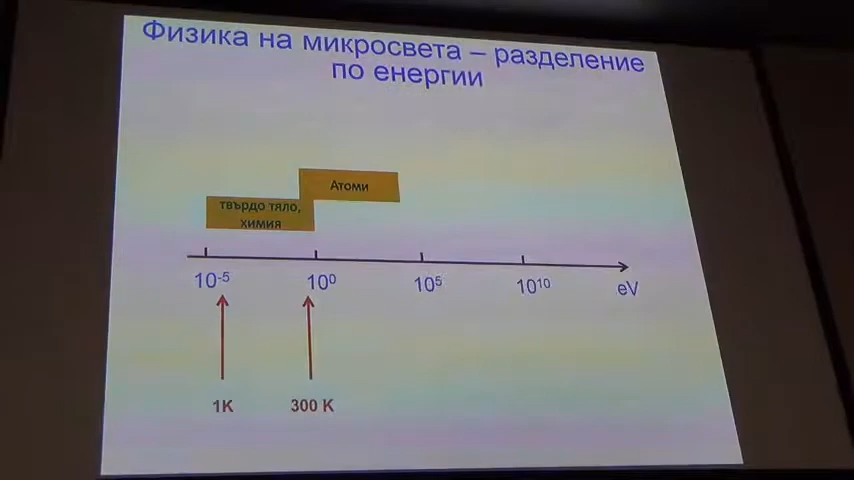 Физика на микросвета – разделение
по енергии
Атоми
твърдо тяло,
химия
10⁻⁵ 10⁰ 10⁵ 10¹⁰ eV
1K 300 K